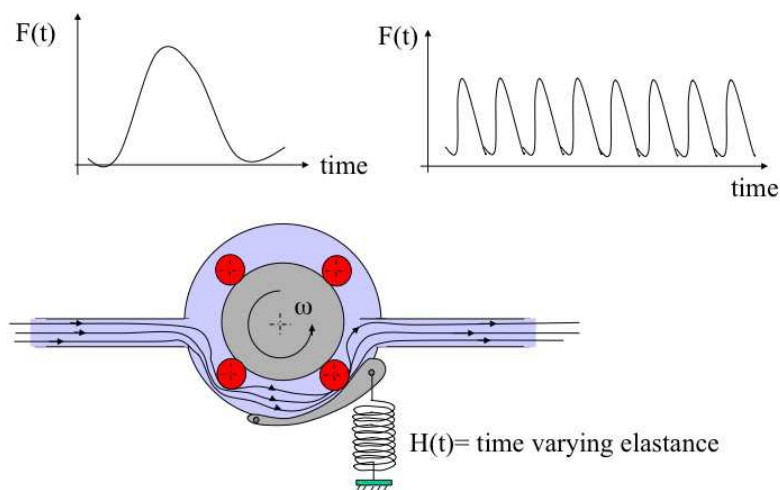 F(t)
time
F(t)
time
ω
H(t)= time varying elastance